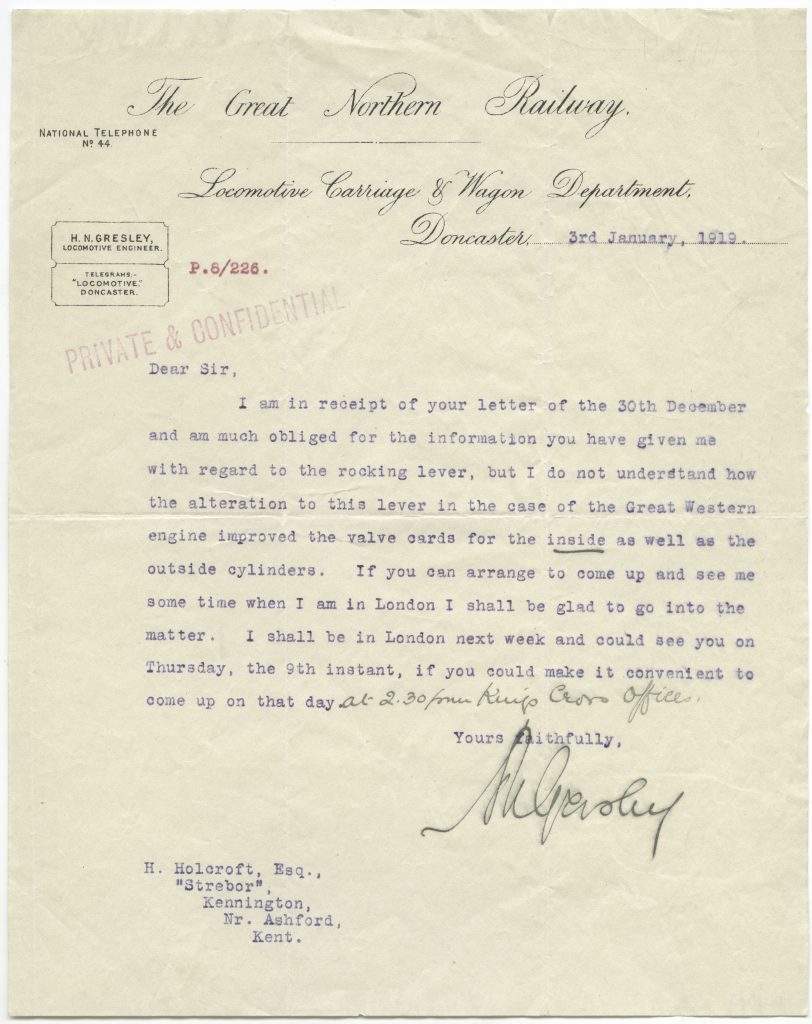 The Great Northern Railway.
NATIONAL TELEPHONE
Nº 44.
Locomotive Carriage & Wagon Department,
Doncaster, 3rd January, 1919.
H. N. GRESLEY,
LOCOMOTIVE ENGINEER.
TELEGRAMS,-
"LOCOMOTIVE,"
DONCASTER.
P.8/226.
PRIVATE & CONFIDENTIAL
Dear Sir,
I am in receipt of your letter of the 30th December
and am much obliged for the information you have given me
with regard to the rocking lever, but I do not understand how
the alteration to this lever in the case of the Great Western
engine improved the valve cards for the inside as well as the
outside cylinders. If you can arrange to come up and see me
some time when I am in London I shall be glad to go into the
matter. I shall be in London next week and could see you on
Thursday, the 9th instant, if you could make it convenient to
come up on that day at 2.30 pm Kings Cross Offices.
Yours faithfully,
HNGresley
H. Holcroft, Esq.,
"Strebor",
Kennington,
Nr. Ashford,
Kent.